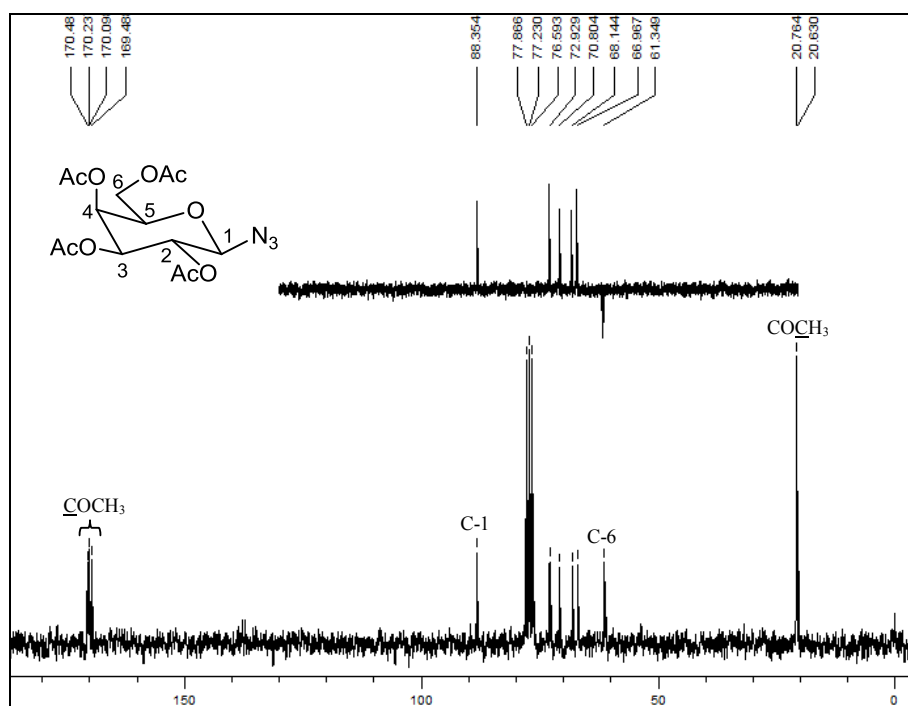 170.48
170.23
170.098
169.488
88.354
77.866
77.230
76.593
72.929
70.804
68.144
66.967
61.349
20.764
20.630
AcO
6
OAc
4
5
O
1
N3
AcO
3
2
AcO
COCH3
COCH3
C-1
C-6
150
100
50
0